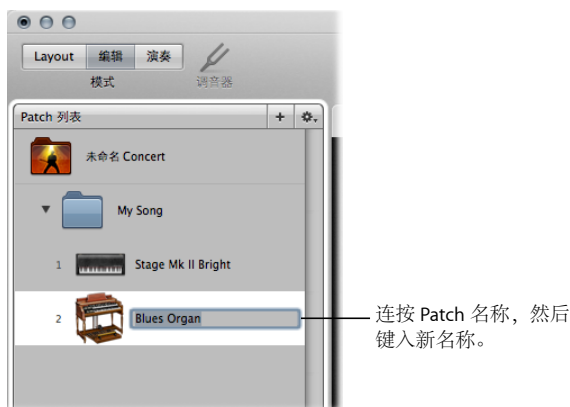 Layout 编辑 演奏
模式 调音器
Patch 列表
未命名 Concert
My Song
1 Stage Mk II Bright
2 Blues Organ
连按 Patch 名称，然后
键入新名称。